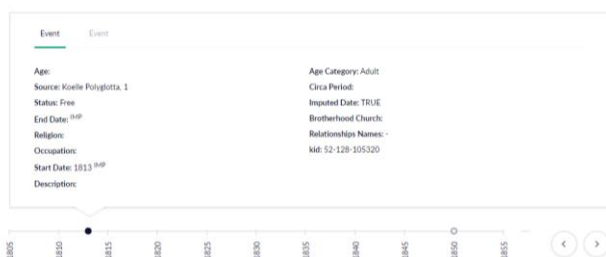 Event Event
Age:
Source: Koelle Polyglotta, 1
Status: Free
End Date: IMP
Religion:
Occupation:
Start Date: 1813 IMP
Description:
Age Category: Adult
Circa Period:
Imputed Date: TRUE
Brotherhood Church:
Relationships Names: -
kid: 52-128-105320
1805 1810 1815 1820 1825 1830 1835 1840 1845 1850 1855